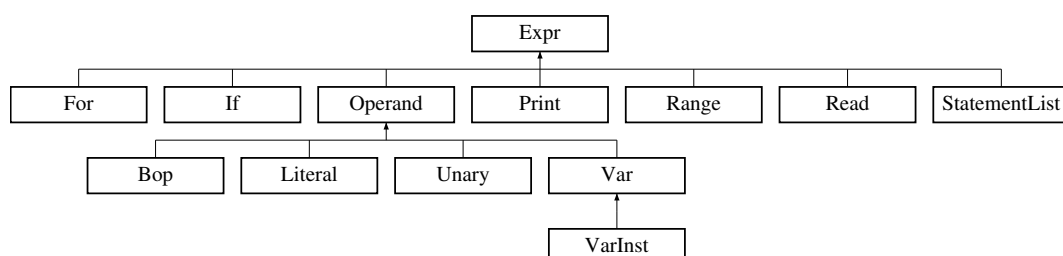 Expr
For If Operand Print Range Read StatementList
Bop Literal Unary Var
VarInst